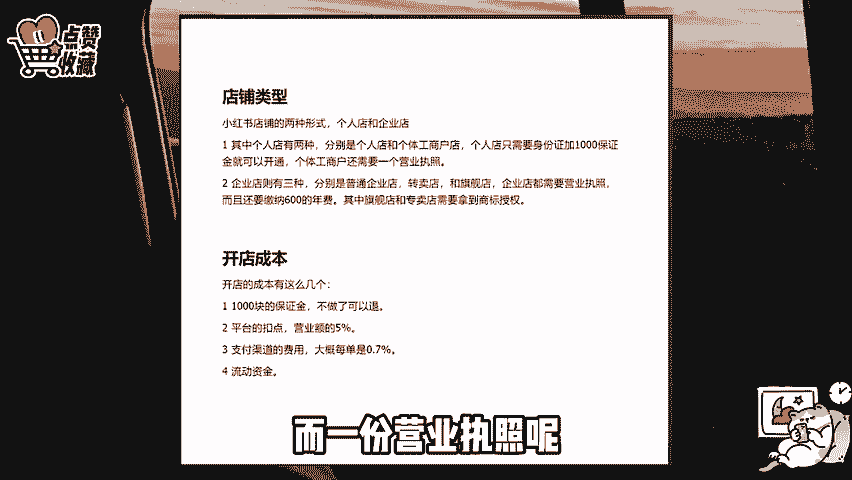 点赞
收藏
店铺类型
小红书店铺的两种形式，个人店和企业店
1 其中个人店有两种，分别是个人店和个体工商户店，个人店只需要身份证加1000保证
金就可以开通，个体工商户还需要一个营业执照。
2 企业店则有三种，分别是普通企业店，转卖店，和旗舰店，企业店都需要营业执照，
而且还要缴纳600的年费。其中旗舰店和专卖店需要拿到商标授权。
开店成本
开店的成本有这么几个：
1 1000块的保证金，不做了可以退。
2 平台的扣点，营业额的5%。
3 支付渠道的费用，大概每单是0.7%。
4 流动资金。
而一份营业执照呢